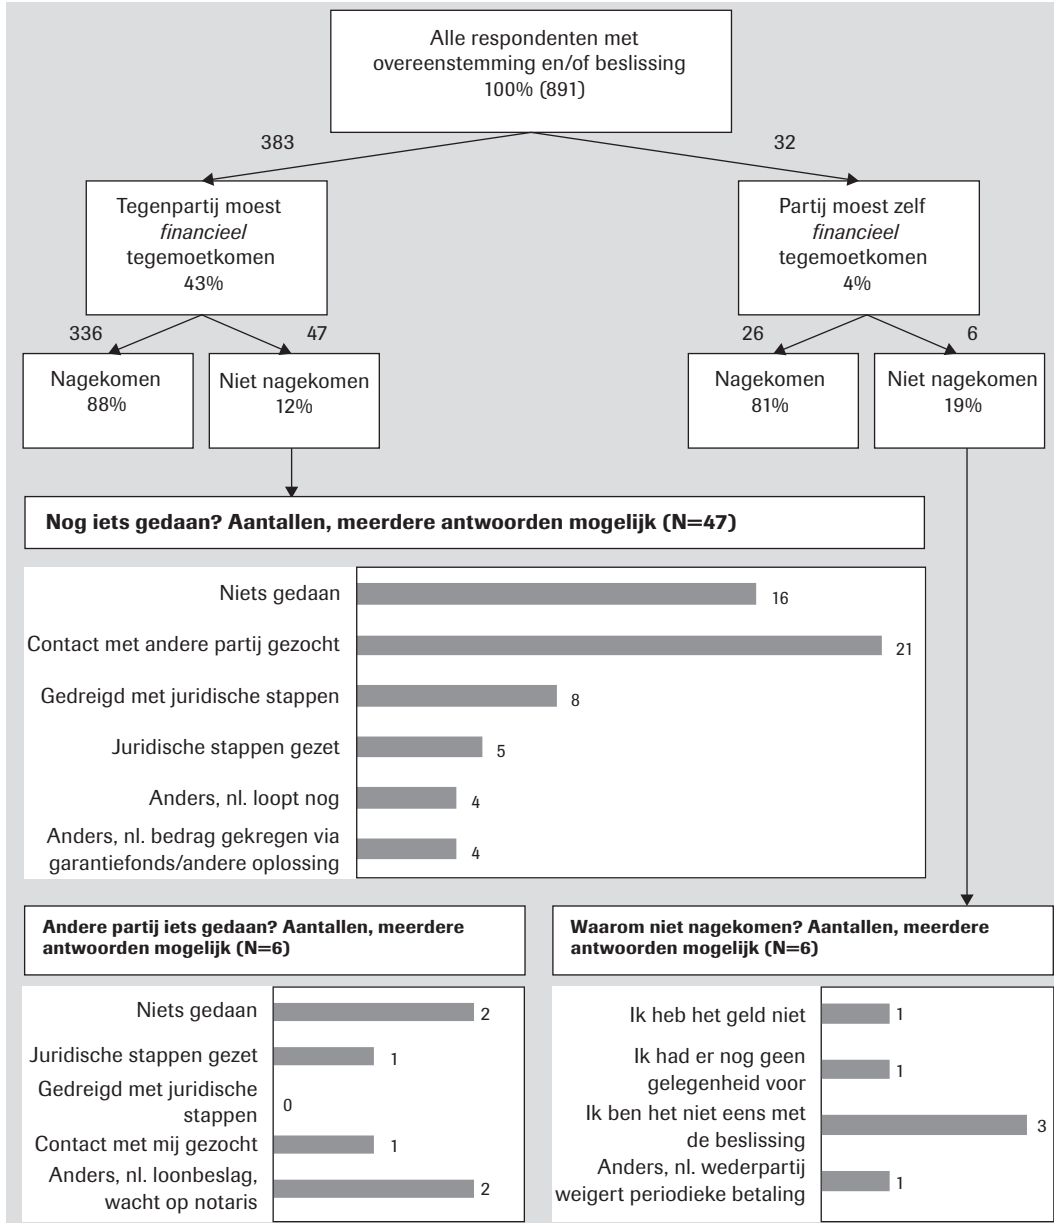 Alle respondenten met
overeenstemming en/of beslissing
100% (891)
383
32
Tegenpartij moest
financieel
tegemoetkomen
43%
Partij moest zelf
financieel
tegemoetkomen
4%
336
47
26
6
Nagekomen
88%
Niet nagekomen
12%
Nagekomen
81%
Niet nagekomen
19%
Nog iets gedaan? Aantallen, meerdere antwoorden mogelijk (N=47)
Niets gedaan
16
Contact met andere partij gezocht
21
Gedreigd met juridische stappen
8
Juridische stappen gezet
5
Anders, nl. loopt nog
4
Anders, nl. bedrag gekregen via
garantiefonds/andere oplossing
4
Andere partij iets gedaan? Aantallen, meerdere
antwoorden mogelijk (N=6)
Niets gedaan
2
Juridische stappen gezet
1
Gedreigd met juridische
stappen
0
Contact met mij gezocht
1
Anders, nl. loonbeslag,
wacht op notaris
2
Waarom niet nagekomen? Aantallen, meerdere
antwoorden mogelijk (N=6)
Ik heb het geld niet
1
Ik had er nog geen
gelegenheid voor
1
Ik ben het niet eens met
de beslissing
3
Anders, nl. wederpartij
weigert periodieke betaling
1